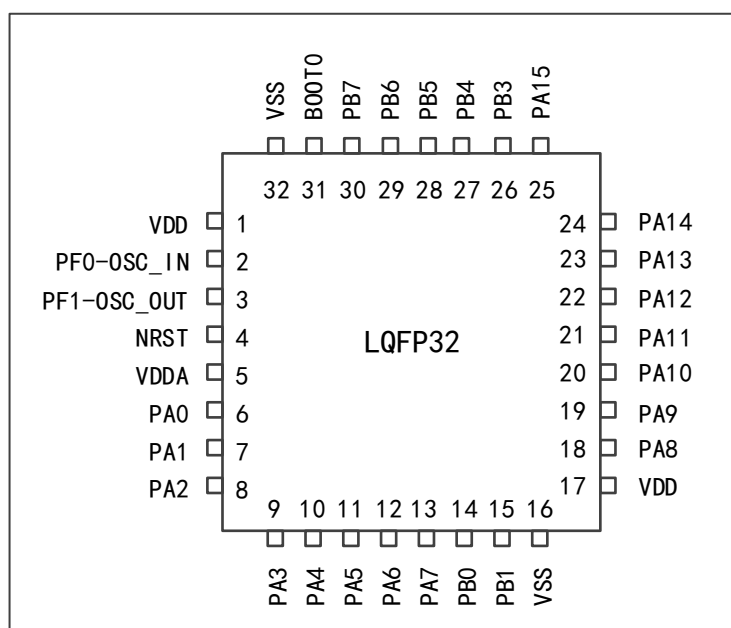 VSS BOOT0 PB7 PB6 PB5 PB4 PB3 PA15
32 31 30 29 28 27 26 25
VDD 1 24 PA14
PF0-OSC_IN 2 23 PA13
PF1-OSC_OUT 3 22 PA12
NRST 4 21 PA11
LQFP32
VDDA 5 20 PA10
PA0 6 19 PA9
PA1 7 18 PA8
PA2 8 17 VDD
9 10 11 12 13 14 15 16
PA3 PA4 PA5 PA6 PA7 PB0 PB1 VSS